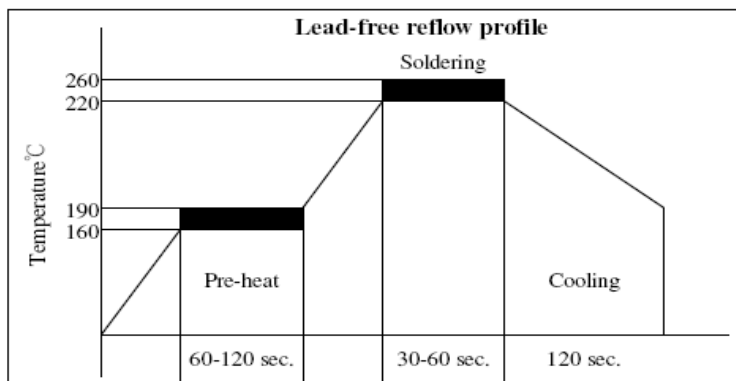 Lead-free reflow profile
Soldering
260
220
190
160
Temperature℃
Pre-heat
Cooling
60-120 sec.
30-60 sec.
120 sec.